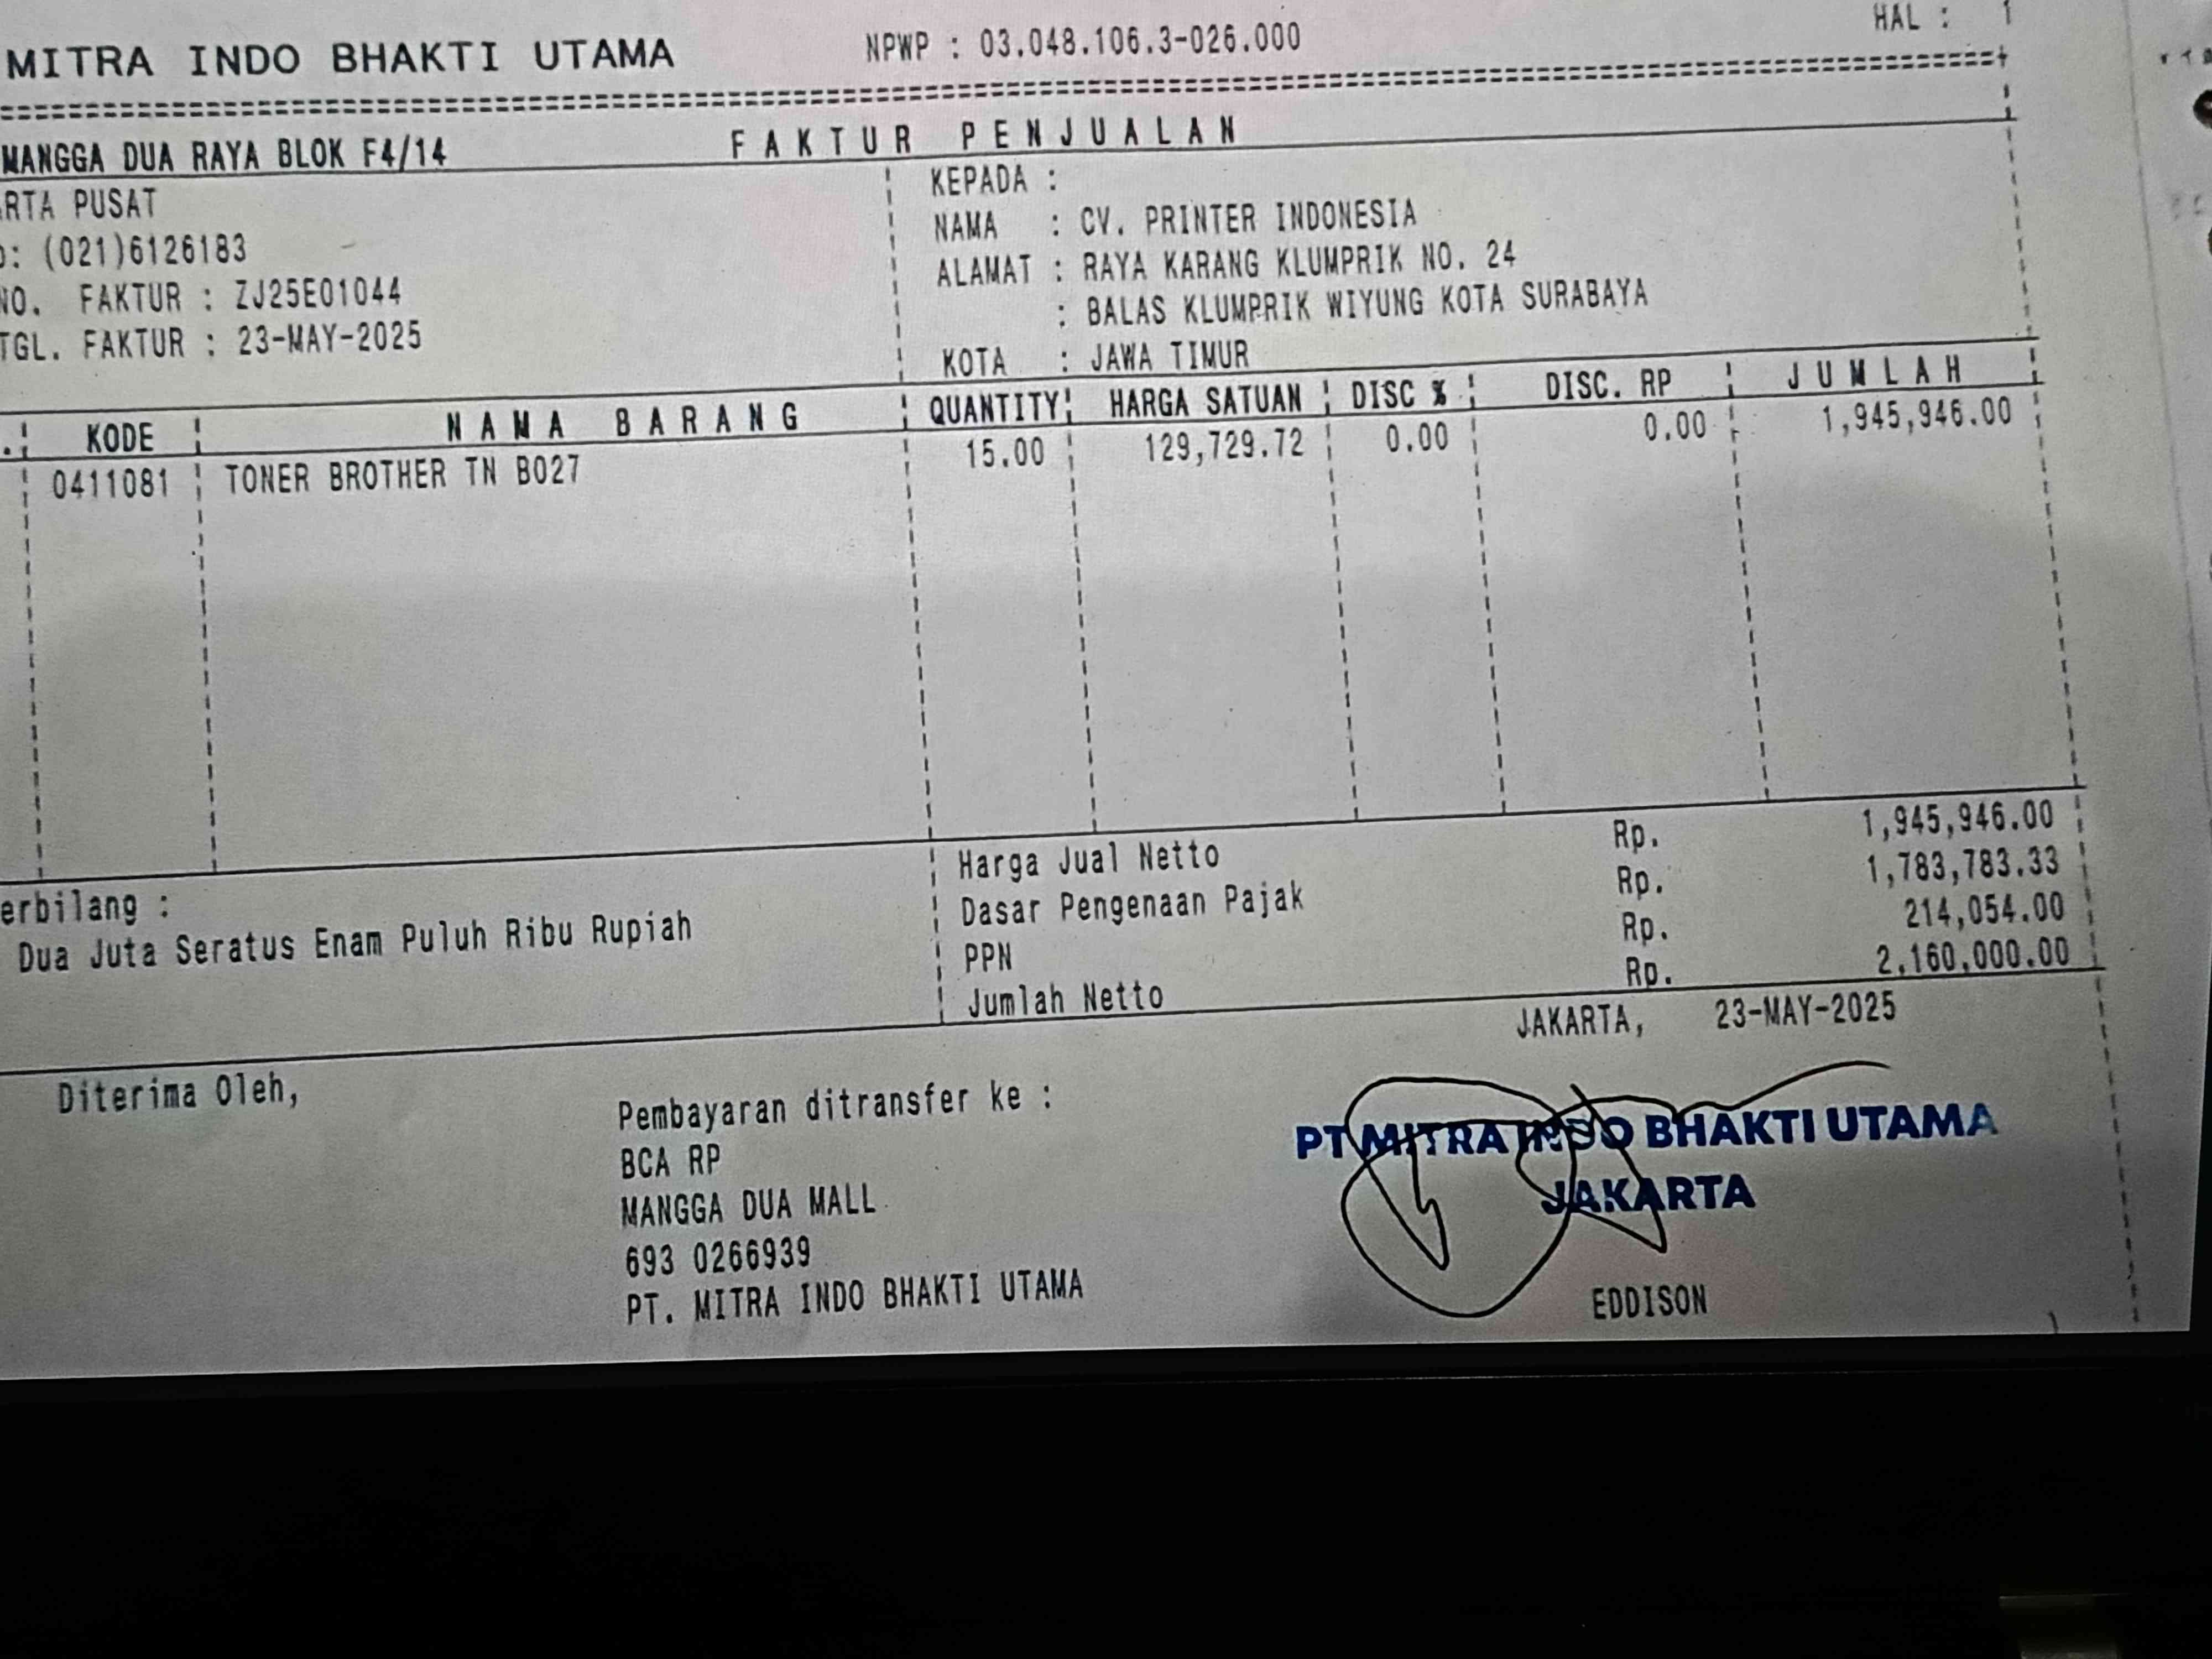 MITRA INDO BHAKTI UTAMA NPWP : 03.048.106.3-026.000 HAL : 1
MANGGA DUA RAYA BLOK F4/14 FAKTUR PENJUALAN
ARTA PUSAT KEPADA :
(021)6126183 NAMA : CV. PRINTER INDONESIA
NO. FAKTUR : ZJ25E01044 ALAMAT : RAYA KARANG KLUMPRIK NO. 24
TGL. FAKTUR : 23-MAY-2025 : BALAS KLUMPRIK WIYUNG KOTA SURABAYA
KOTA : JAWA TIMUR
KODE NAMA BARANG QUANTITY HARGA SATUAN DISC % DISC. RP JUMLAH
0411081 TONER BROTHER TN B027 15.00 129,729.72 0.00 0.00 1,945,946.00
Harga Jual Netto Rp. 1,945,946.00
erbilang : Dasar Pengenaan Pajak Rp. 1,783,783.33
Dua Juta Seratus Enam Puluh Ribu Rupiah PPN Rp. 214,054.00
Jumlah Netto Rp. 2,160,000.00
JAKARTA, 23-MAY-2025
Diterima Oleh, Pembayaran ditransfer ke :
BCA RP
MANGGA DUA MALL
693 0266939
PT. MITRA INDO BHAKTI UTAMA
PT MITRA INDO BHAKTI UTAMA
JAKARTA
EDDISON